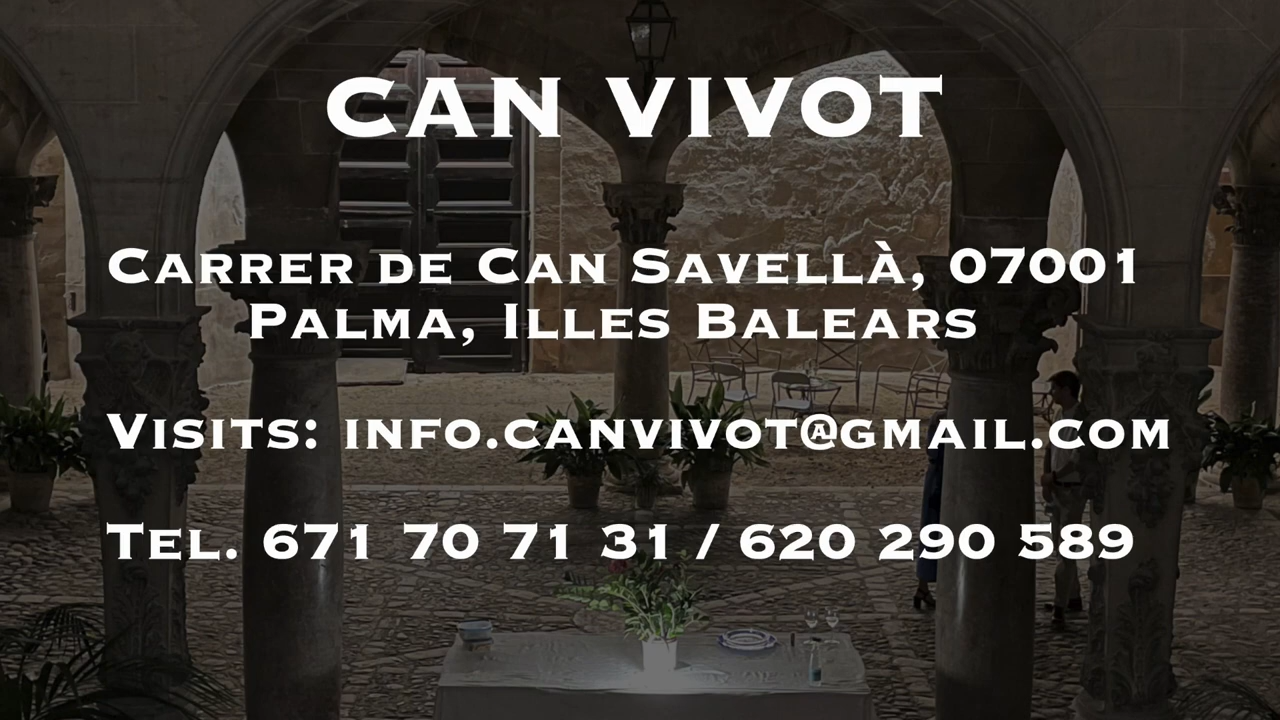 CAN VIVOT
CARRER DE CAN SAVELLÀ, 07001
PALMA, ILLES BALEARS
VISITS: INFO.CANVIVOT@GMAIL.COM
TEL. 671 70 71 31 / 620 290 589